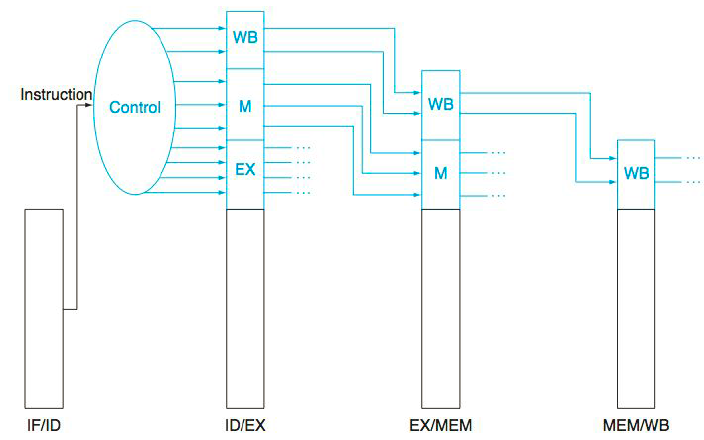 Instruction
Control
WB
M
EX
...
...
...
...
WB
M
...
...
...
WB
...
...
IF/ID
ID/EX
EX/MEM
MEM/WB